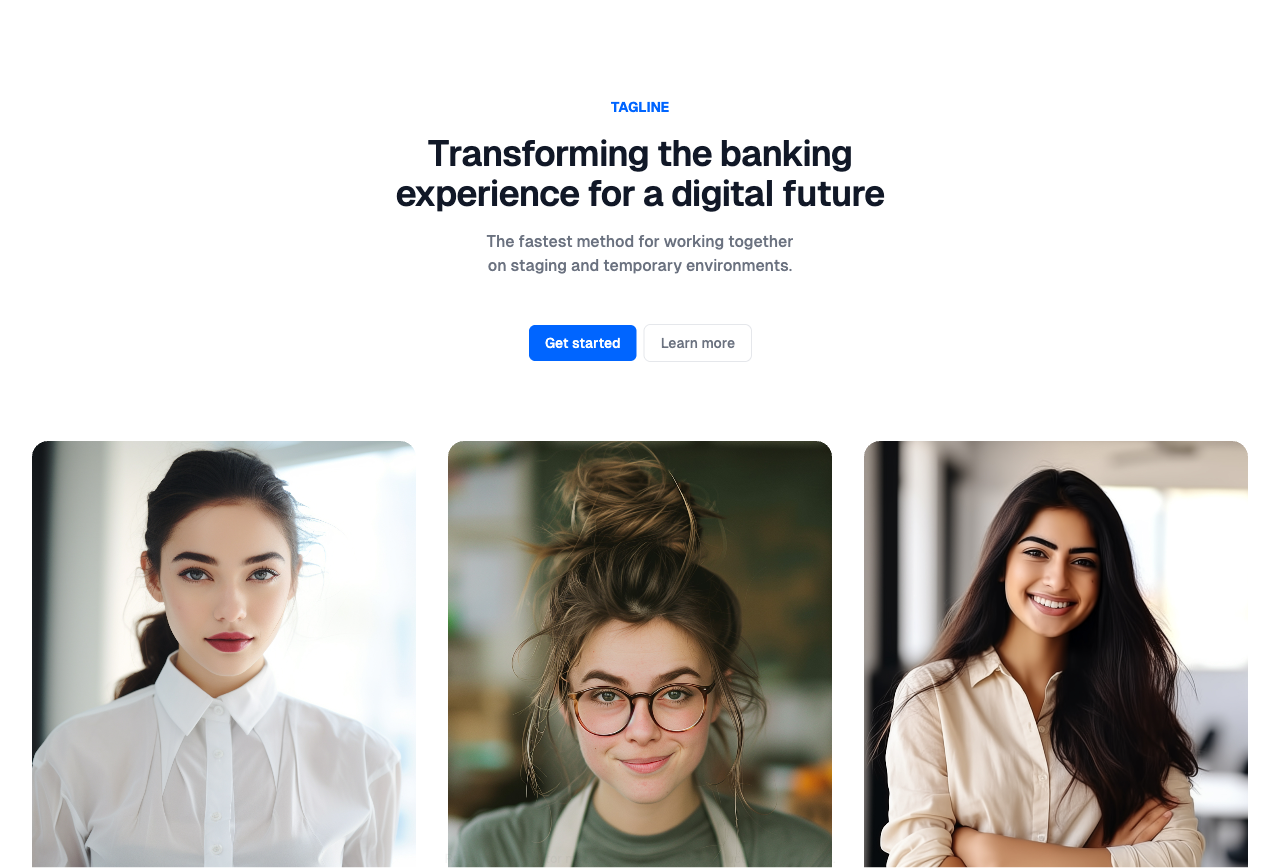 TAGLINE
Transforming the banking
experience for a digital future
The fastest method for working together
on staging and temporary environments.
Get started
Learn more